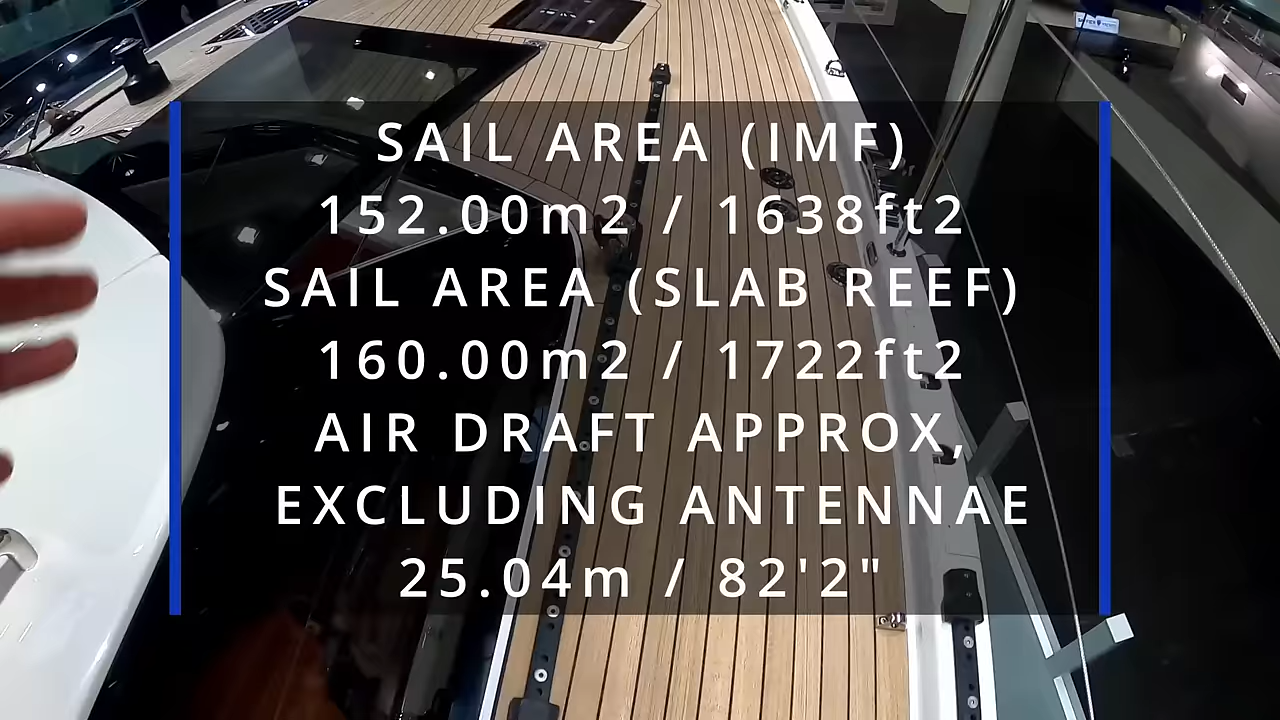 SAIL AREA (IMF)
152.00m2 / 1638ft2
SAIL AREA (SLAB REEF)
160.00m2 / 1722ft2
AIR DRAFT APPROX,
EXCLUDING ANTENNAE
25.04m / 82'2"